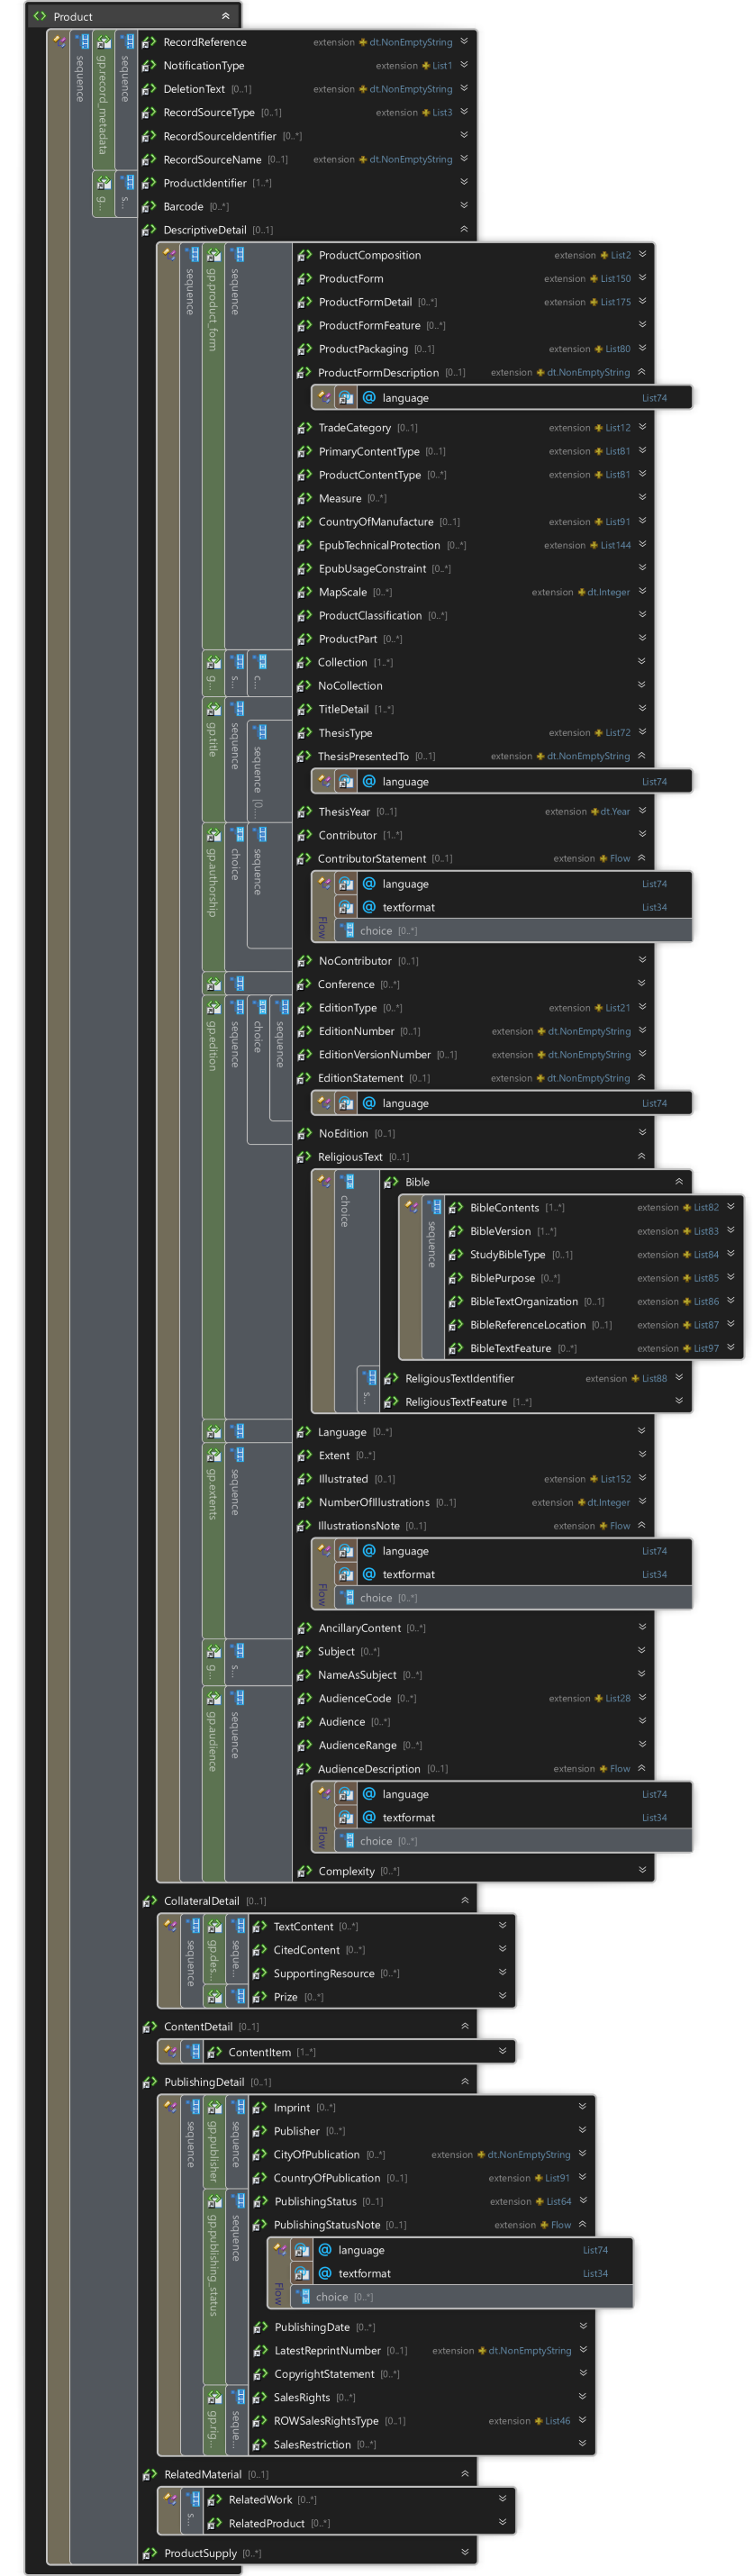 Product
sequence
gp.record_metadata
sequence
RecordReference extension dt.NonEmptyString
NotificationType extension List1
DeletionText [0..1] extension dt.NonEmptyString
RecordSourceType [0..1] extension List3
RecordSourceIdentifier [0..*]
RecordSourceName [0..1] extension dt.NonEmptyString
g...
s...
ProductIdentifier [1..*]
Barcode [0..*]
DescriptiveDetail [0..1]
sequence
gp.product_form
sequence
ProductComposition extension List2
ProductForm extension List150
ProductFormDetail [0..*] extension List175
ProductFormFeature [0..*]
ProductPackaging [0..1] extension List80
ProductFormDescription [0..1] extension dt.NonEmptyString
@ language List74
TradeCategory [0..1] extension List12
PrimaryContentType [0..1] extension List81
ProductContentType [0..*] extension List81
Measure [0..*]
CountryOfManufacture [0..1] extension List91
EpubTechnicalProtection [0..*] extension List144
EpubUsageConstraint [0..*]
MapScale [0..*] extension dt.Integer
ProductClassification [0..*]
ProductPart [0..*]
g...
s...
c...
Collection [1..*]
NoCollection
gp.title
sequence
TitleDetail [1..*]
sequence [0....
ThesisType extension List72
ThesisPresentedTo [0..1] extension dt.NonEmptyString
@ language List74
ThesisYear [0..1] extension dt.Year
gp.authorship
choice
sequence
Contributor [1..*]
ContributorStatement [0..1] extension Flow
Flow
@ language List74
@ textformat List34
choice [0..*]
NoContributor [0..1]
Conference [0..*]
gp.edition
sequence
choice
sequence
EditionType [0..*] extension List21
EditionNumber [0..1] extension dt.NonEmptyString
EditionVersionNumber [0..1] extension dt.NonEmptyString
EditionStatement [0..1] extension dt.NonEmptyString
@ language List74
NoEdition [0..1]
ReligiousText [0..1]
choice
Bible
sequence
BibleContents [1..*] extension List82
BibleVersion [1..*] extension List83
StudyBibleType [0..1] extension List84
BiblePurpose [0..*] extension List85
BibleTextOrganization [0..1] extension List86
BibleReferenceLocation [0..1] extension List87
BibleTextFeature [0..*] extension List97
s...
ReligiousTextIdentifier extension List88
ReligiousTextFeature [1..*]
Language [0..*]
gp.extents
sequence
Extent [0..*]
Illustrated [0..1] extension List152
NumberOfIllustrations [0..1] extension dt.Integer
IllustrationsNote [0..1] extension Flow
Flow
@ language List74
@ textformat List34
choice [0..*]
AncillaryContent [0..*]
g...
s...
Subject [0..*]
NameAsSubject [0..*]
gp.audience
sequence
AudienceCode [0..*] extension List28
Audience [0..*]
AudienceRange [0..*]
AudienceDescription [0..1] extension Flow
Flow
@ language List74
@ textformat List34
choice [0..*]
Complexity [0..*]
CollateralDetail [0..1]
sequence
gp.des...
seque...
TextContent [0..*]
CitedContent [0..*]
SupportingResource [0..*]
Prize [0..*]
ContentDetail [0..1]
ContentItem [1..*]
PublishingDetail [0..1]
sequence
gp.publisher
sequence
Imprint [0..*]
Publisher [0..*]
CityOfPublication [0..*] extension dt.NonEmptyString
CountryOfPublication [0..1] extension List91
gp.publishing_status
sequence
PublishingStatus [0..1] extension List64
PublishingStatusNote [0..1] extension Flow
Flow
@ language List74
@ textformat List34
choice [0..*]
PublishingDate [0..*]
LatestReprintNumber [0..1] extension dt.NonEmptyString
CopyrightStatement [0..*]
gp.rig...
seque...
SalesRights [0..*]
ROWSalesRightsType [0..1] extension List46
SalesRestriction [0..*]
RelatedMaterial [0..1]
s...
RelatedWork [0..*]
RelatedProduct [0..*]
ProductSupply [0..*]